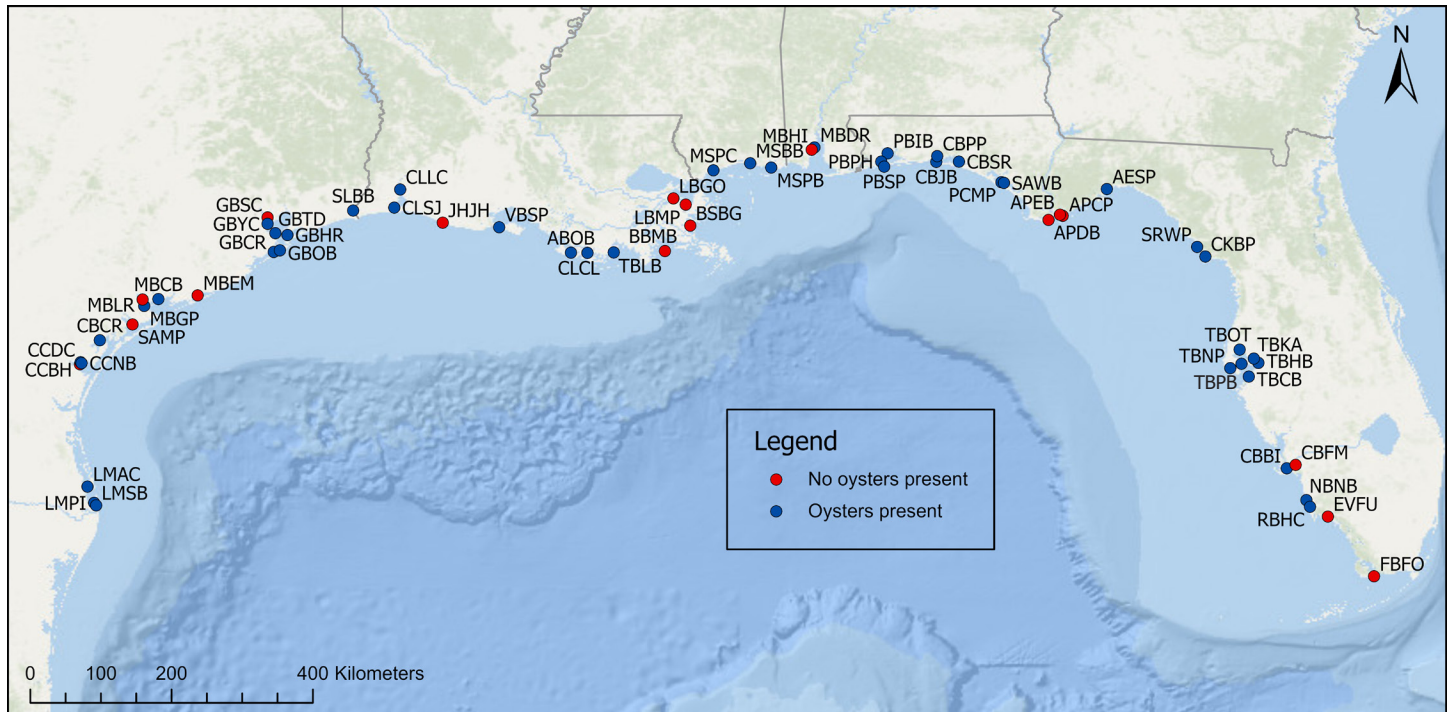 N
MBHI
MBDR
MSBB
PBIB
CBPP
MSPC
MSPB
PBPH
PBSP
CBJB
CBSR
PCMP
SAWB
AESP
APEB
APCP
APDB
CLLC
SLBB
CLSJ
JHJH
VBSP
LBGO
LBMP
BSBG
BBMB
ABOB
CLCL
TBLB
GBSC
GBYC
GBTD
GBCR
GBHR
GBOB
SRWP
CKBP
MBCB
MBEM
MBLR
MBGP
CBCR
SAMP
CCDC
CCBH
CCNB
TBOT
TBKA
TBNP
TBHB
TBPB
TBCB
Legend
No oysters present
Oysters present
CBBI
CBFM
LMAC
LMSB
LMPI
NBNB
EVFU
RBHC
FBFO
0 100 200 400 Kilometers